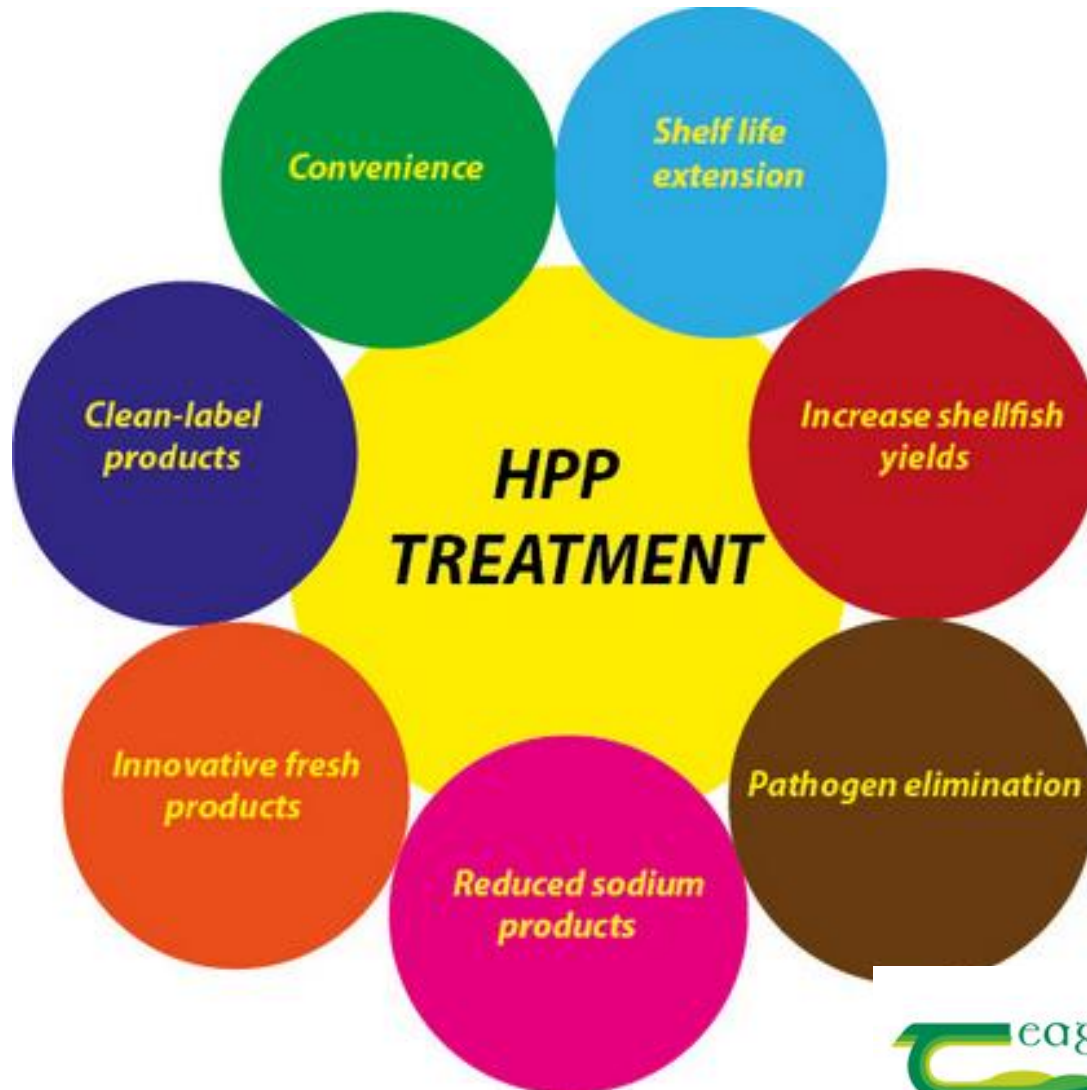 Convenience
Shelf life
extension
Clean-label
products
Increase shellfish
yields
HPP
TREATMENT
Innovative fresh
products
Pathogen elimination
Reduced sodium
products